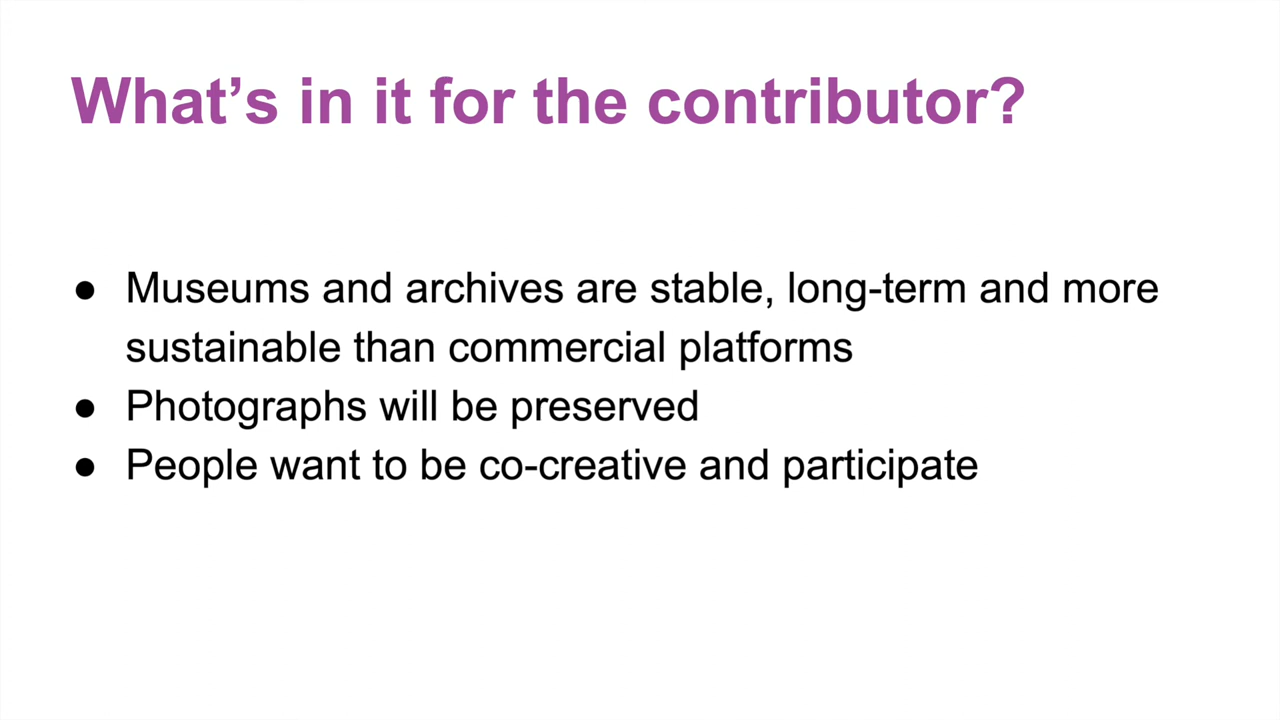 What’s in it for the contributor?
● Museums and archives are stable, long-term and more
sustainable than commercial platforms
● Photographs will be preserved
● People want to be co-creative and participate